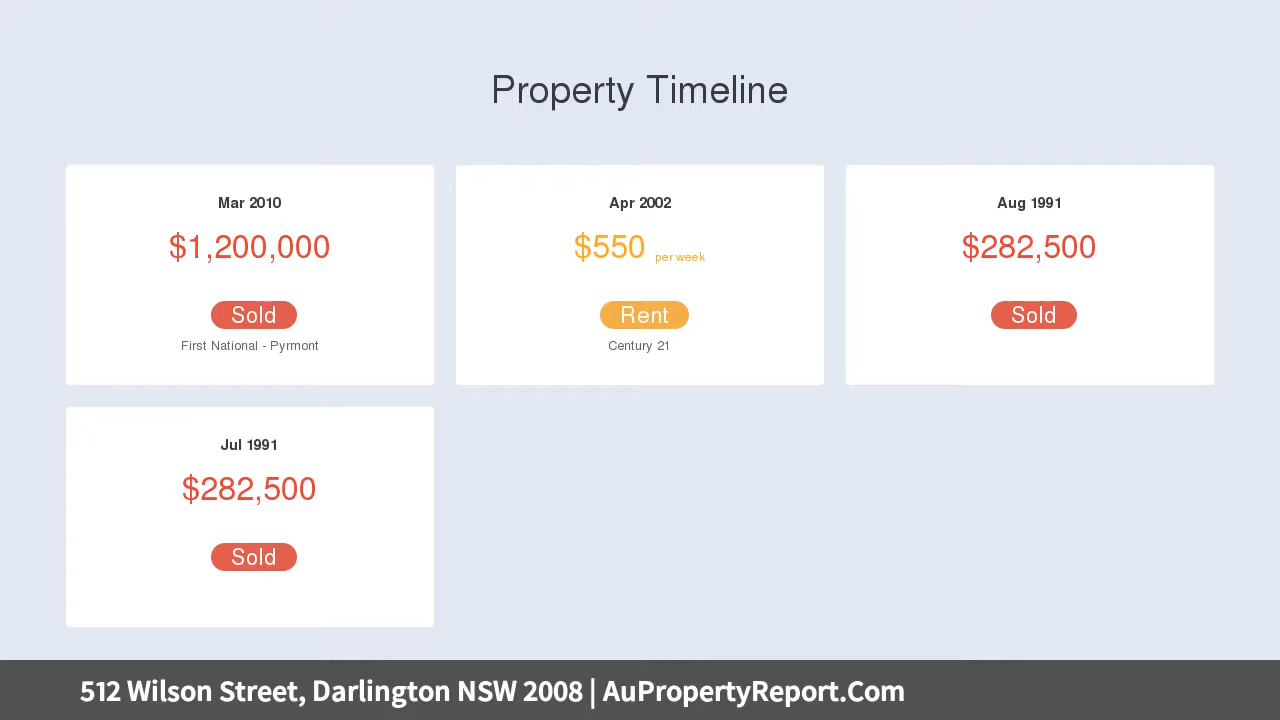 Property Timeline
Mar 2010
$1,200,000
Sold
First National - Pyrmont
Apr 2002
$550 per week
Rent
Century 21
Aug 1991
$282,500
Sold
Jul 1991
$282,500
Sold
512 Wilson Street, Darlington NSW 2008 | AuPropertyReport.Com